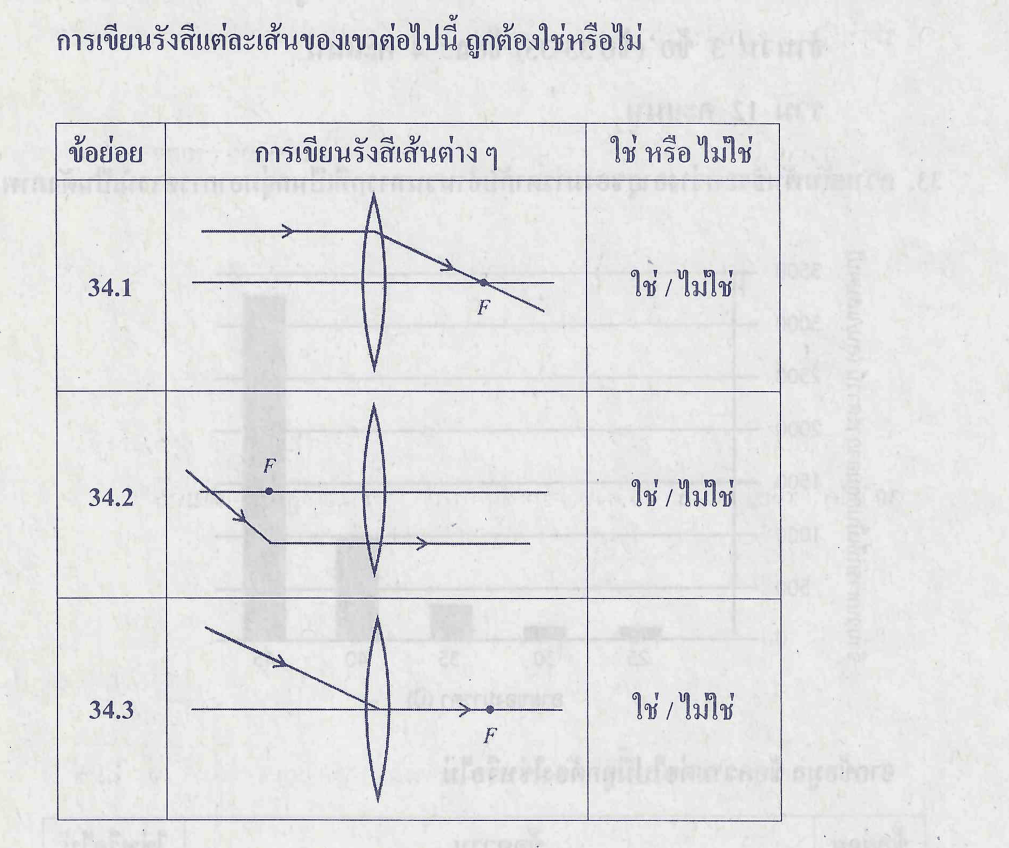 การเขียนรังสีแต่ละเส้นของเขาต่อไปนี้ ถูกต้องใช่หรือไม่
ข้อย่อย การเขียนรังสีเส้นต่าง ๆ ใช่ หรือ ไม่ใช่
34.1 F ใช่ / ไม่ใช่
34.2 F ใช่ / ไม่ใช่
34.3 F ใช่ / ไม่ใช่